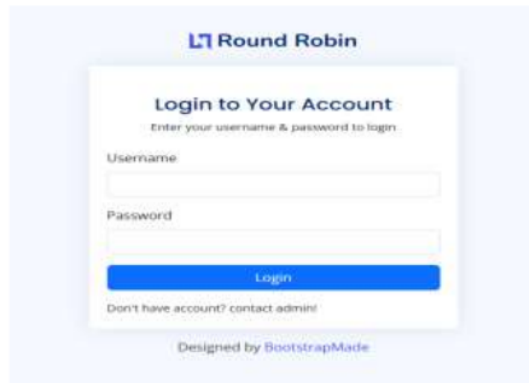 Round Robin
Login to Your Account
Enter your username & password to login
Username
Password
Login
Don't have account? contact admin!
Designed by BootstrapMade